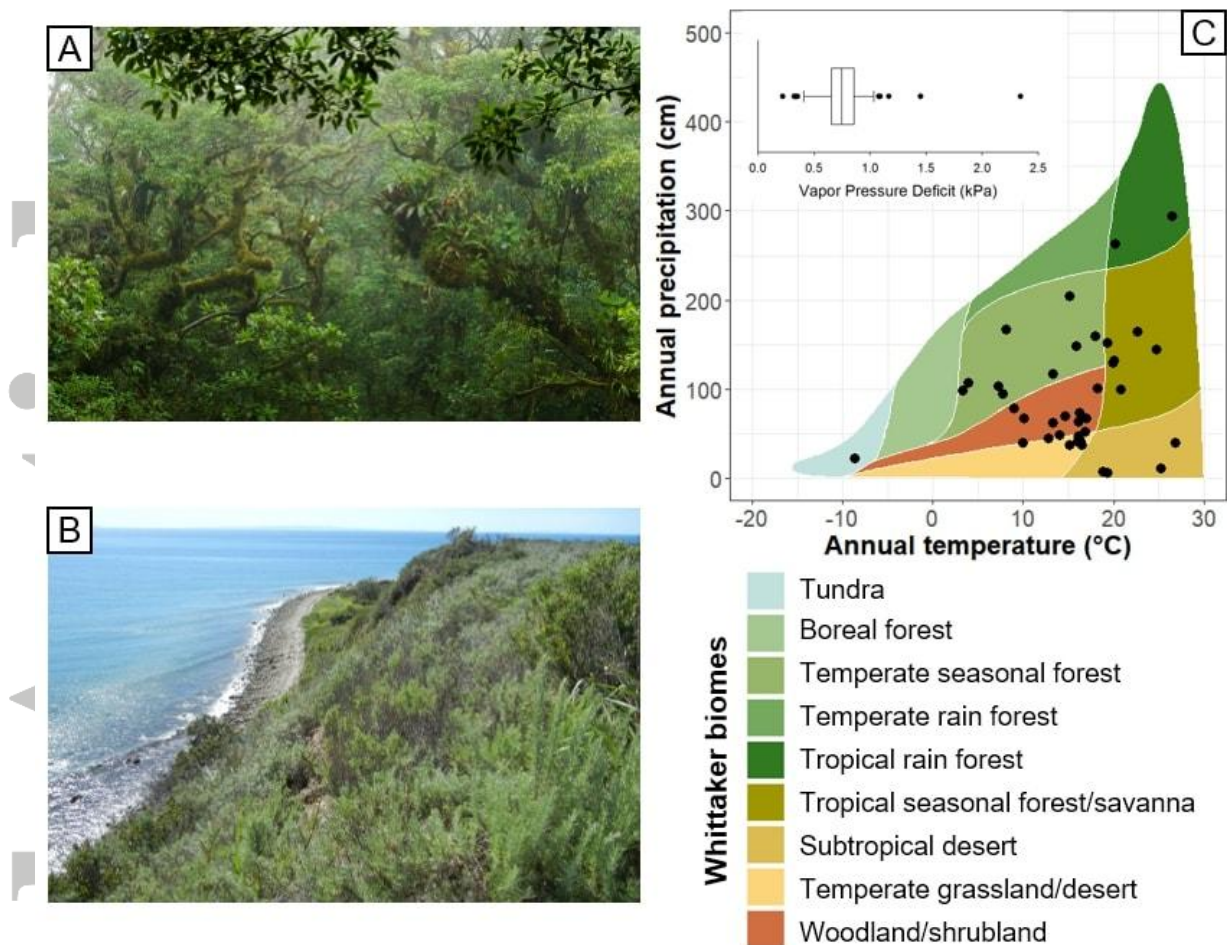 A
B
C
500
400
300
200
100
0
Annual precipitation (cm)
0.0 0.5 1.0 1.5 2.0 2.5
Vapor Pressure Deficit (kPa)
-20 -10 0 10 20 30
Annual temperature (°C)
Whittaker biomes
Tundra
Boreal forest
Temperate seasonal forest
Temperate rain forest
Tropical rain forest
Tropical seasonal forest/savanna
Subtropical desert
Temperate grassland/desert
Woodland/shrubland